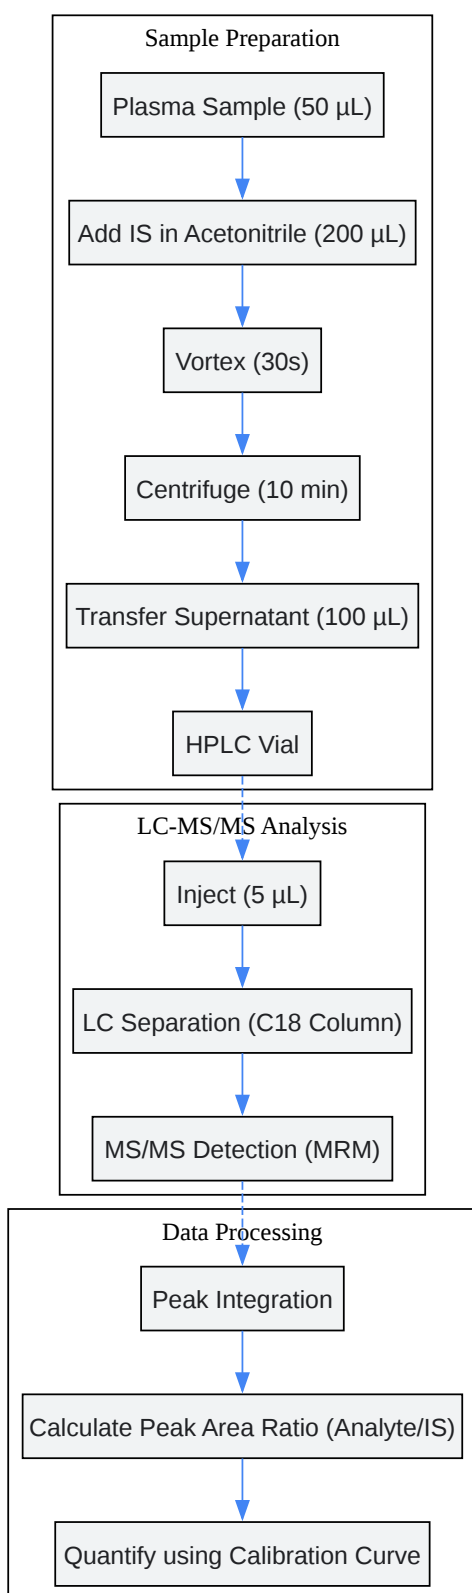 Sample Preparation
Plasma Sample (50 µL)
Add IS in Acetonitrile (200 µL)
Vortex (30s)
Centrifuge (10 min)
Transfer Supernatant (100 µL)
HPLC Vial
LC-MS/MS Analysis
Inject (5 µL)
LC Separation (C18 Column)
MS/MS Detection (MRM)
Data Processing
Peak Integration
Calculate Peak Area Ratio (Analyte/IS)
Quantify using Calibration Curve